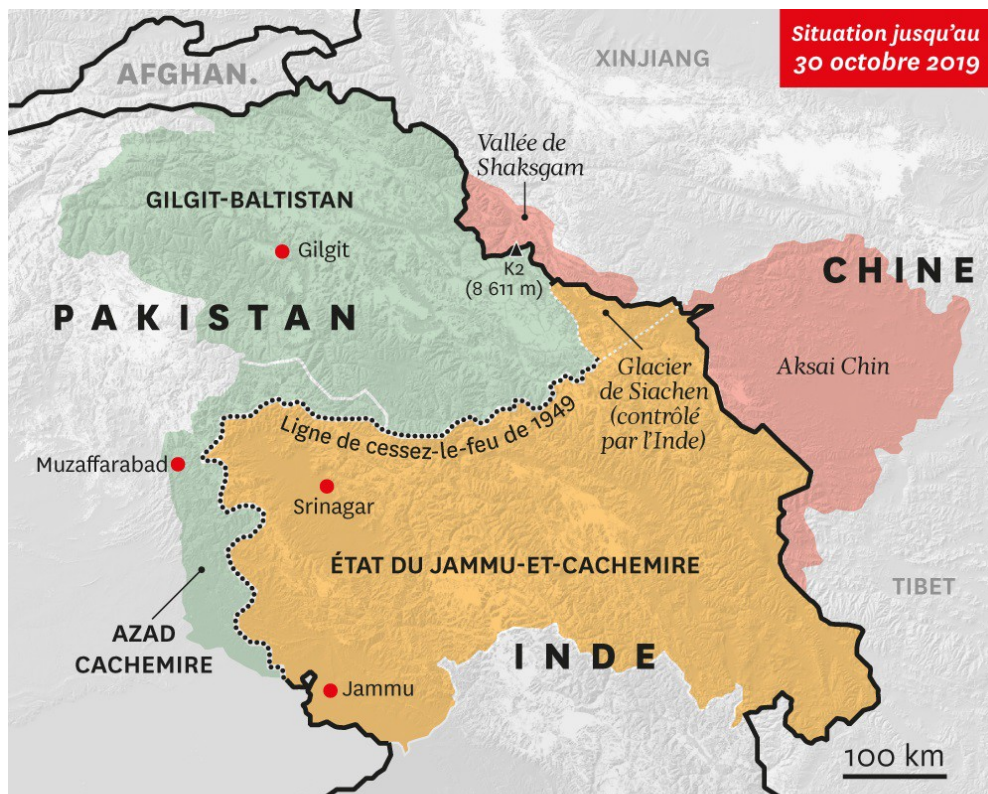 Situation jusqu'au
30 octobre 2019
AFGHAN.
XINJIANG
Vallée de
Shaksgam
GILGIT-BALTISTAN
Gilgit
K2
(8 611 m)
CHINE
PAKISTAN
Aksai Chin
Glacier
de Siachen
(contrôlé
par l'Inde)
Ligne de cessez-le-feu de 1949
Muzaffarabad
Srinagar
ÉTAT DU JAMMU-ET-CACHEMIRE
TIBET
AZAD
CACHEMIRE
INDE
Jammu
100 km